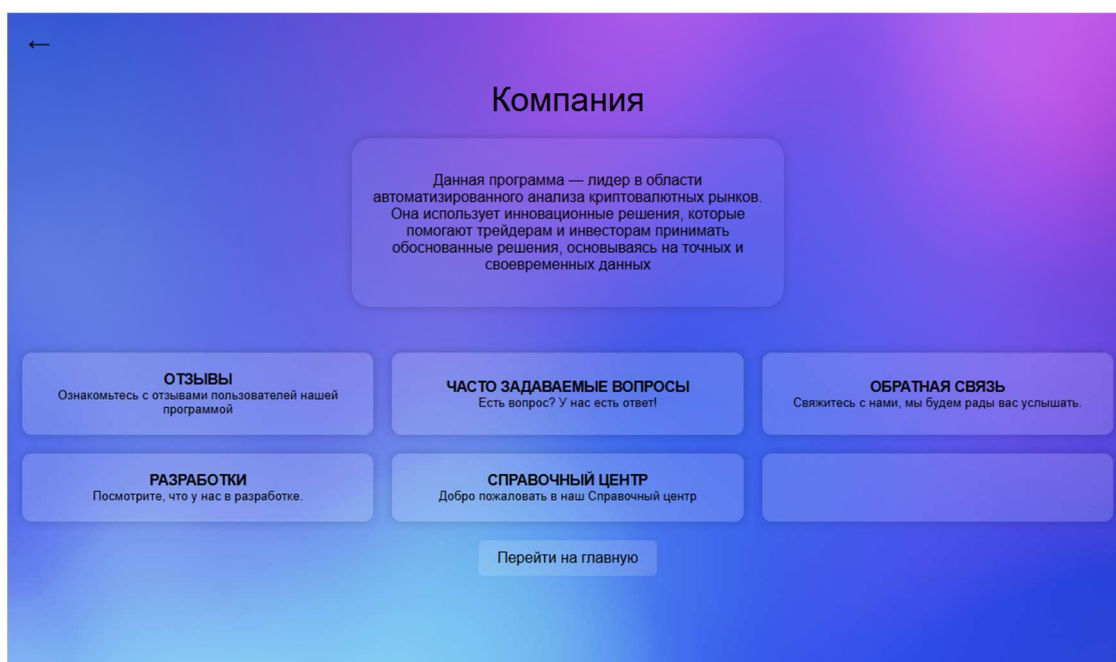 ←
Компания
Данная программа — лидер в области
автоматизированного анализа криптовалютных рынков.
Она использует инновационные решения, которые
помогают трейдерам и инвесторам принимать
обоснованные решения, основываясь на точных и
своевременных данных
ОТЗЫВЫ
Ознакомьтесь с отзывами пользователей нашей
программой
ЧАСТО ЗАДАВАЕМЫЕ ВОПРОСЫ
Есть вопрос? У нас есть ответ!
ОБРАТНАЯ СВЯЗЬ
Свяжитесь с нами, мы будем рады вас услышать.
РАЗРАБОТКИ
Посмотрите, что у нас в разработке.
СПРАВОЧНЫЙ ЦЕНТР
Добро пожаловать в наш Справочный центр
Перейти на главную